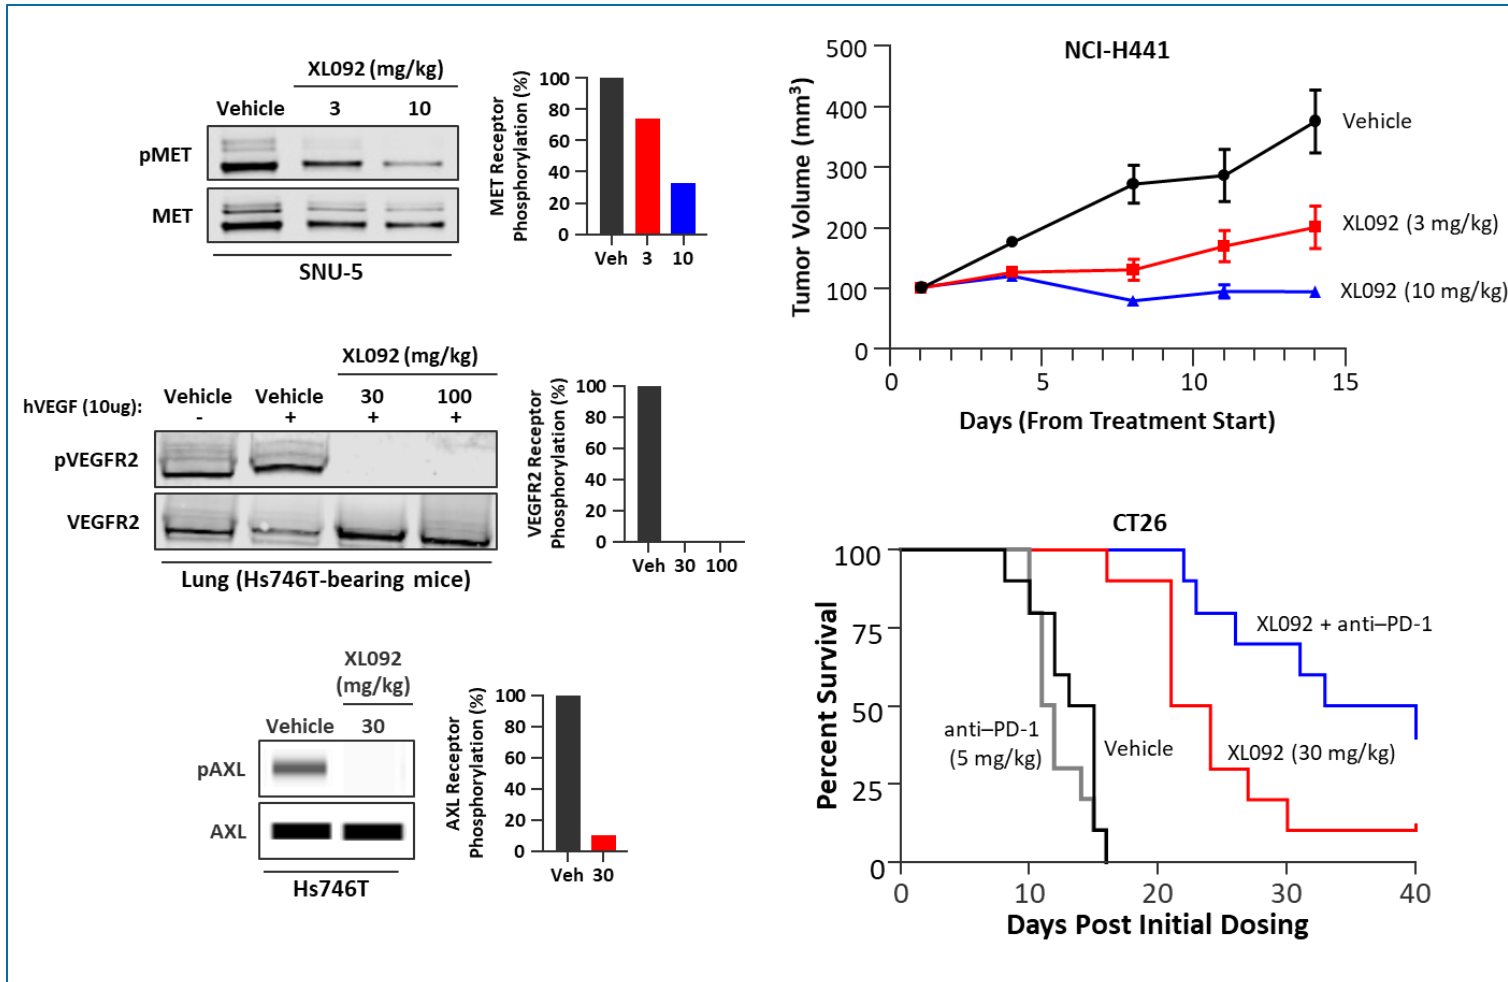 XL092 (mg/kg)
Vehicle 3 10
pMET
MET
SNU-5
MET Receptor
Phosphorylation (%)
100
80
60
40
20
0
Veh 3 10
XL092 (mg/kg)
Vehicle Vehicle 30 100
hVEGF (10ug): - + + +
pVEGFR2
VEGFR2
Lung (Hs746T-bearing mice)
VEGFR2 Receptor
Phosphorylation (%)
100
80
60
40
20
0
Veh 30 100
XL092
(mg/kg)
Vehicle 30
pAXL
AXL
Hs746T
AXL Receptor
Phosphorylation (%)
100
80
60
40
20
0
Veh 30
NCI-H441
Tumor Volume (mm³)
500
400
300
200
100
0
Vehicle
XL092 (3 mg/kg)
XL092 (10 mg/kg)
0 5 10 15
Days (From Treatment Start)
CT26
Percent Survival
100
75
50
25
0
XL092 + anti–PD-1
anti–PD-1
(5 mg/kg)
Vehicle
XL092 (30 mg/kg)
0 10 20 30 40
Days Post Initial Dosing